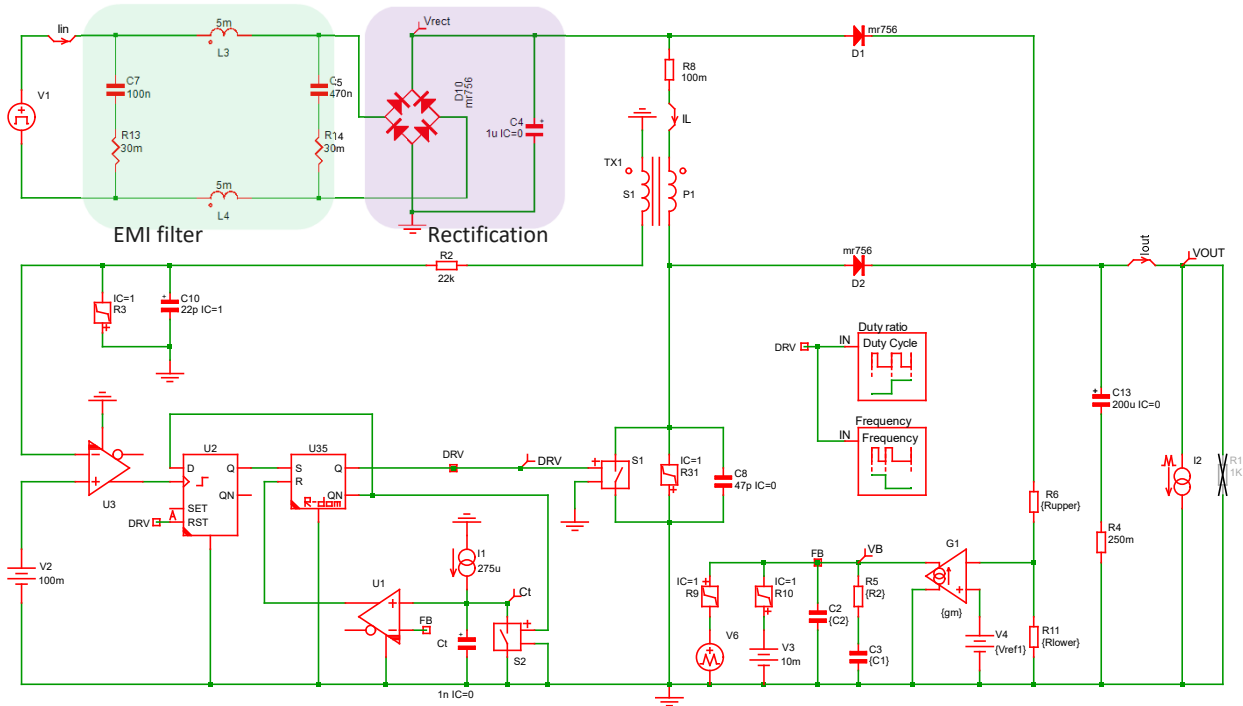 5m
L3
Iin
C7
100n
C5
470n
V1
R13
30m
R14
30m
5m
L4
EMI filter
Vrect
D10
mr756
C4
1u IC=0
Rectification
mr756
D1
R8
100m
IL
TX1
S1
P1
R2
22k
mr756
D2
Iout
VOUT
IC=1
R3
C10
22p IC=1
Duty ratio
DRV
IN
Duty Cycle
Frequency
IN
Frequency
C13
200u IC=0
U3
U2
D
Q
QN
SET
A
RST
DRV
U35
S
Q
R
QN
R-dom
DRV
DRV
S1
IC=1
R31
C8
47p IC=0
I2
R1
1K
R6
{Rupper}
R4
250m
V2
100m
I1
275u
U1
FB
Ct
Ct
1n IC=0
S2
FB
VB
IC=1
R9
IC=1
R10
V6
V3
10m
C2
{C2}
R5
{R2}
C3
{C1}
G1
{gm}
V4
{Vref1}
R11
{Rlower}